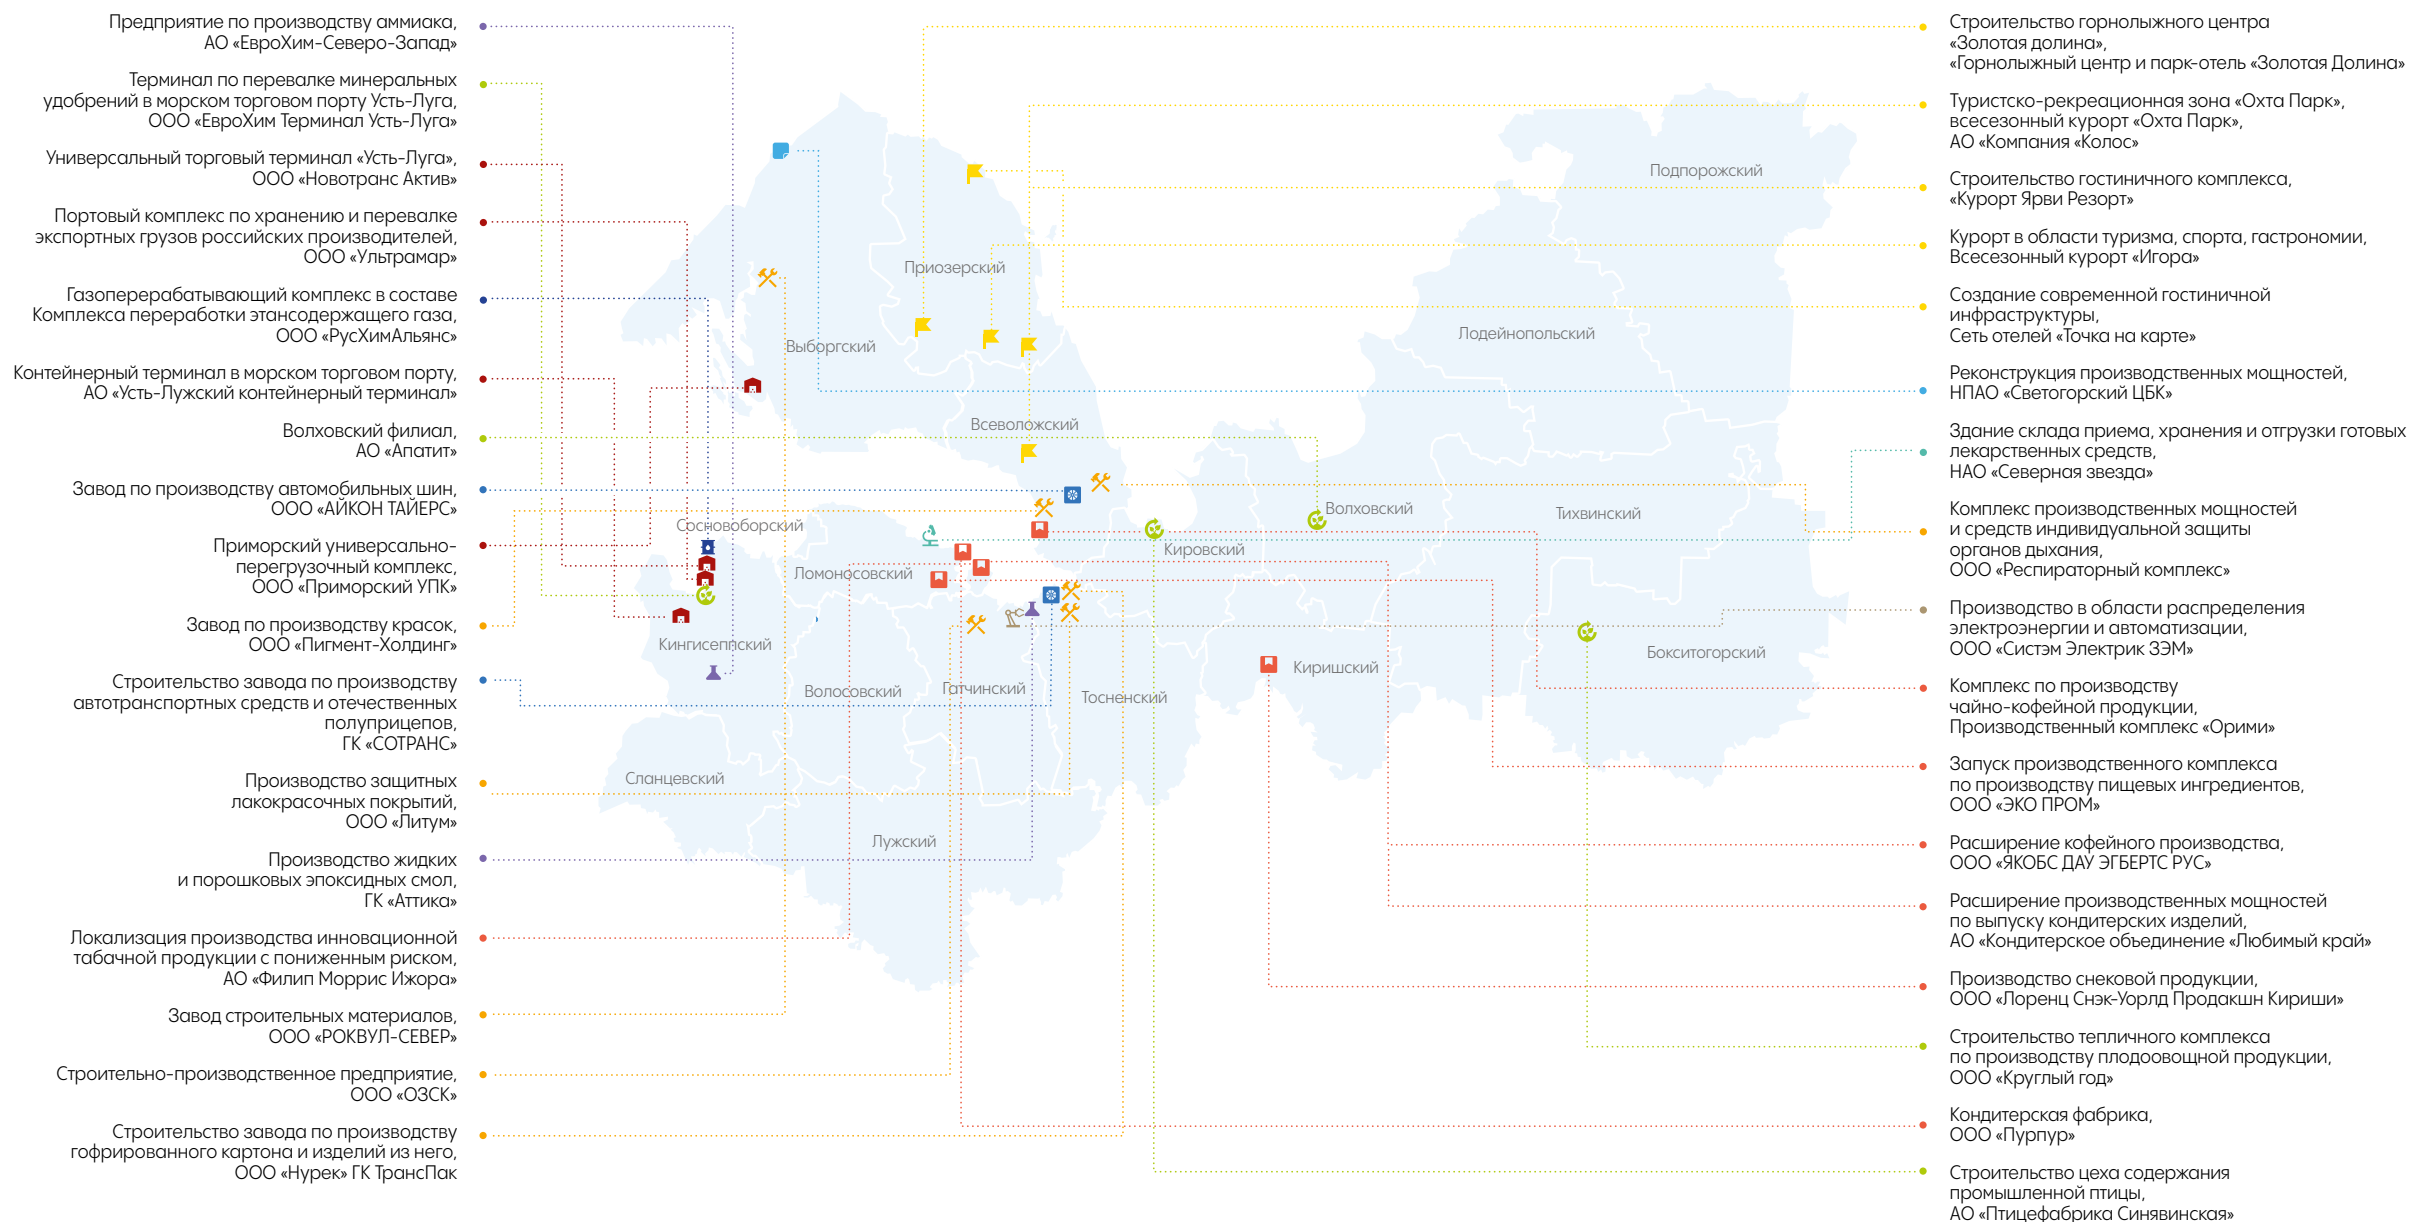 Предприятие по производству аммиака,
АО «ЕвроХим-Северо-Запад»
Терминал по перевалке минеральных
удобрений в морском торговом порту Усть-Луга,
ООО «ЕвроХим Терминал Усть-Луга»
Универсальный торговый терминал «Усть-Луга»,
ООО «Новотранс Актив»
Портовый комплекс по хранению и перевалке
экспортных грузов российских производителей,
ООО «Ультрамар»
Газоперерабатывающий комплекс в составе
Комплекса переработки этансодержащего газа,
ООО «РусХимАльянс»
Контейнерный терминал в морском торговом порту,
АО «Усть-Лужский контейнерный терминал»
Волховский филиал,
АО «Апатит»
Завод по производству автомобильных шин,
ООО «АЙКОН ТАЙЕРС»
Приморский универсально-
перегрузочный комплекс,
ООО «Приморский УПК»
Завод по производству красок,
ООО «Пигмент-Холдинг»
Строительство завода по производству
автотранспортных средств и отечественных
полуприцепов,
ГК «СОТРАНС»
Производство защитных
лакокрасочных покрытий,
ООО «Литум»
Производство жидких
и порошковых эпоксидных смол,
ГК «Аттика»
Локализация производства инновационной
табачной продукции с пониженным риском,
АО «Филип Моррис Ижора»
Завод строительных материалов,
ООО «РОКВУЛ-СЕВЕР»
Строительно-производственное предприятие,
ООО «ОЗСК»
Строительство завода по производству
гофрированного картона и изделий из него,
ООО «Нурек» ГК ТрансПак
Подпорожский
Приозерский
Лодейнопольский
Выборгский
Всеволожский
Волховский
Тихвинский
Сосновоборский
Кировский
Ломоносовский
Кингисеппский
Бокситогорский
Киришский
Волосовский
Гатчинский
Тосненский
Сланцевский
Лужский
Строительство горнолыжного центра
«Золотая долина»,
«Горнолыжный центр и парк-отель «Золотая Долина»
Туристско-рекреационная зона «Охта Парк»,
всесезонный курорт «Охта Парк»,
АО «Компания «Колос»
Строительство гостиничного комплекса,
«Курорт Ярви Резорт»
Курорт в области туризма, спорта, гастрономии,
Всесезонный курорт «Игора»
Создание современной гостиничной
инфраструктуры,
Сеть отелей «Точка на карте»
Реконструкция производственных мощностей,
НПАО «Светогорский ЦБК»
Здание склада приема, хранения и отгрузки готовых
лекарственных средств,
НАО «Северная звезда»
Комплекс производственных мощностей
и средств индивидуальной защиты
органов дыхания,
ООО «Респираторный комплекс»
Производство в области распределения
электроэнергии и автоматизации,
ООО «Систэм Электрик ЗЭМ»
Комплекс по производству
чайно-кофейной продукции,
Производственный комплекс «Орими»
Запуск производственного комплекса
по производству пищевых ингредиентов,
ООО «ЭКО ПРОМ»
Расширение кофейного производства,
ООО «ЯКОБС ДАУ ЭГБЕРТС РУС»
Расширение производственных мощностей
по выпуску кондитерских изделий,
АО «Кондитерское объединение «Любимый край»
Производство снековой продукции,
ООО «Лоренц Снэк-Уорлд Продакшн Кириши»
Строительство тепличного комплекса
по производству плодоовощной продукции,
ООО «Круглый год»
Кондитерская фабрика,
ООО «Пурпур»
Строительство цеха содержания
промышленной птицы,
АО «Птицефабрика Синявинская»